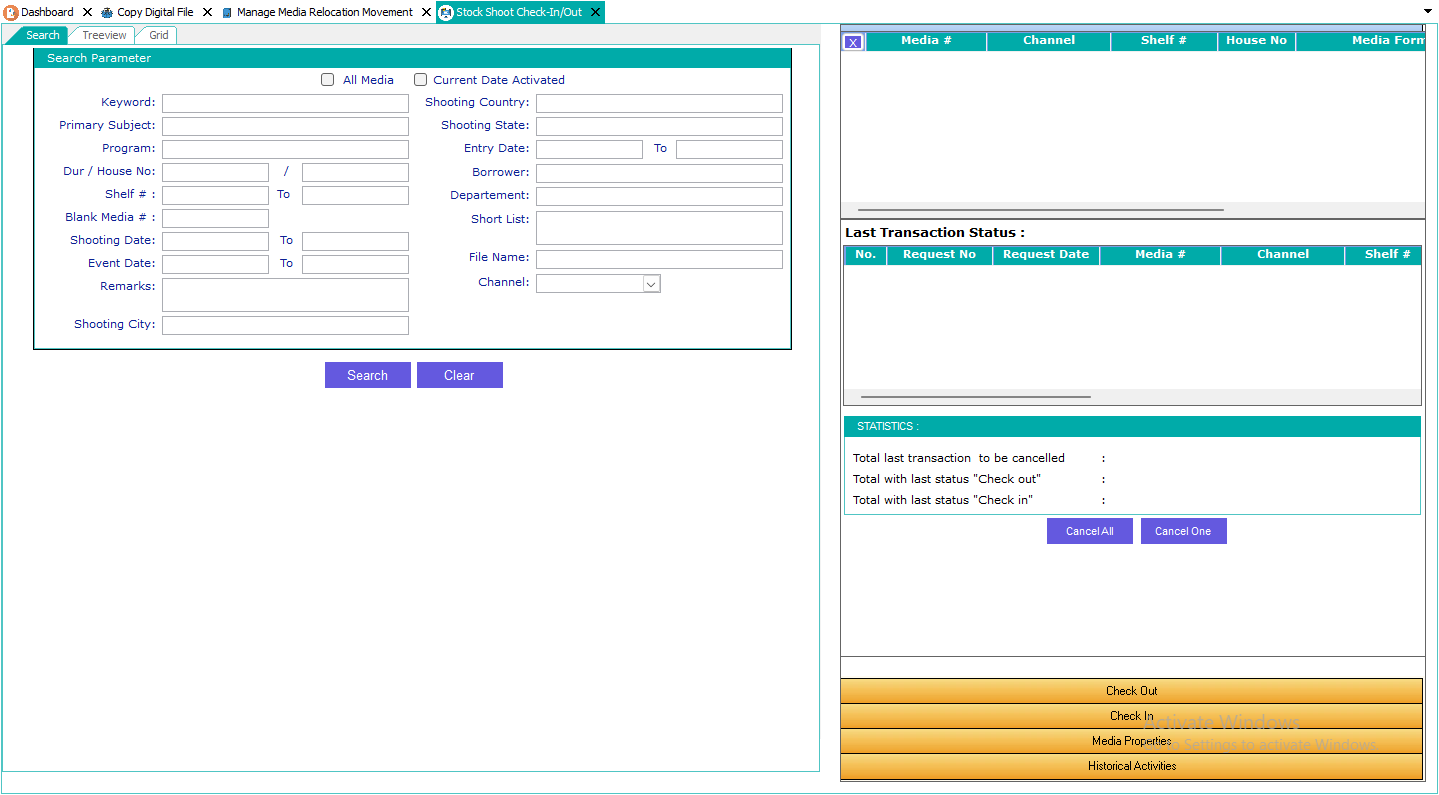 Dashboard Copy Digital File Manage Media Relocation Movement Stock Shoot Check-In/Out
Search Treeview Grid
Search Parameter
All Media Current Date Activated
Keyword: Shooting Country:
Primary Subject: Shooting State:
Program: Entry Date: To
Dur / House No: / Borrower:
Shelf # : To Departement:
Blank Media # : Short List:
Shooting Date: To
Event Date: To File Name:
Remarks: Channel:
Shooting City:
Search Clear
X Media # Channel Shelf # House No Media Form
Last Transaction Status :
No. Request No Request Date Media # Channel Shelf #
STATISTICS :
Total last transaction to be cancelled :
Total with last status "Check out" :
Total with last status "Check in" :
Cancel All Cancel One
Check Out
Check In
Activate Windows
Media Properties
to Settings to activate Windows.
Historical Activities